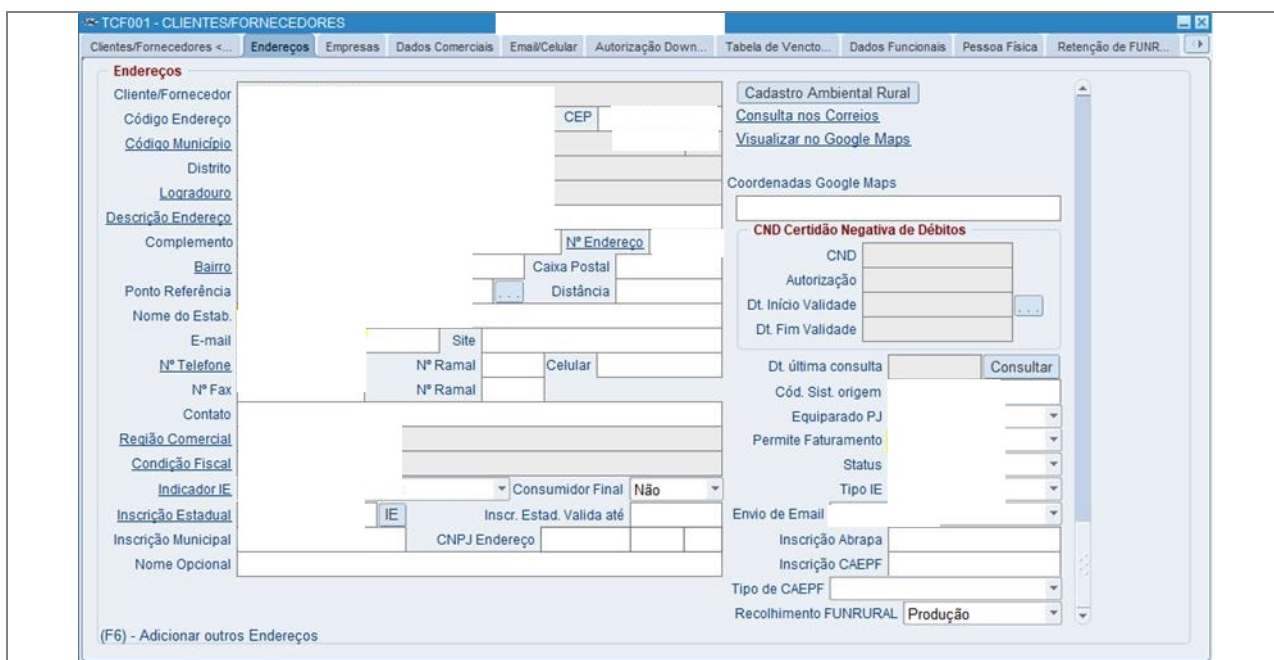 TCF001 - CLIENTES/FORNECEDORES
Clientes/Fornecedores <... Endereços Empresas Dados Comerciais Email/Celular Autorização Down... Tabela de Vencto... Dados Funcionais Pessoa Física Retenção de FUNR...
Endereços
Cliente/Fornecedor
Código Endereço CEP
Código Município
Distrito
Logradouro
Descrição Endereço
Complemento Nº Endereço
Bairro Caixa Postal
Ponto Referência ... Distância
Nome do Estab.
E-mail Site
Nº Telefone Nº Ramal Celular
Nº Fax Nº Ramal
Contato
Região Comercial
Condição Fiscal
Indicador IE Consumidor Final Não
Inscrição Estadual IE Inscr. Estad. Valida até
Inscrição Municipal CNPJ Endereço
Nome Opcional
Cadastro Ambiental Rural
Consulta nos Correios
Visualizar no Google Maps
Coordenadas Google Maps
CND Certidão Negativa de Débitos
CND
Autorização
Dt. Início Validade ...
Dt. Fim Validade
Dt. última consulta Consultar
Cód. Sist. origem
Equiparado PJ
Permite Faturamento
Status
Tipo IE
Envio de Email
Inscrição Abrapa
Inscrição CAEPF
Tipo de CAEPF
Recolhimento FUNRURAL Produção
(F6) - Adicionar outros Endereços